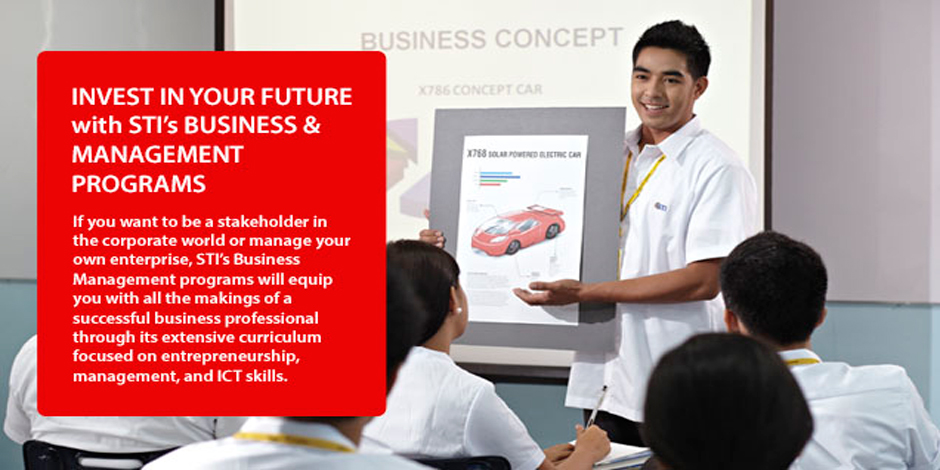 INVEST IN YOUR FUTURE
with STI's BUSINESS &
MANAGEMENT
PROGRAMS
If you want to be a stakeholder in
the corporate world or manage your
own enterprise, STI's Business
Management programs will equip
you with all the makings of a
successful business professional
through its extensive curriculum
focused on entrepreneurship,
management, and ICT skills.
BUSINESS CONCEPT
X786 CONCEPT CAR
X768 SOLAR POWERED ELECTRIC CAR